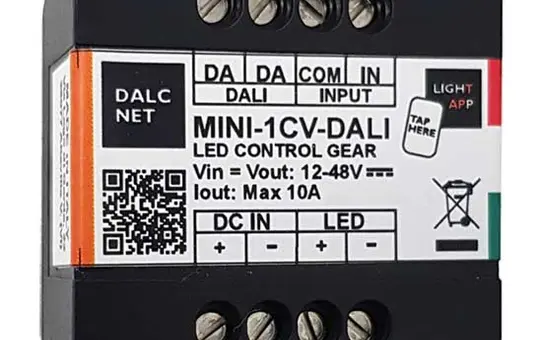 DA DA COM IN
DALI INPUT
DALC
NET
LIGHT
APP
TAP
HERE
MINI-1CV-DALI
LED CONTROL GEAR
Vin = Vout: 12-48V
Iout: Max 10A
DC IN LED
+ - + -